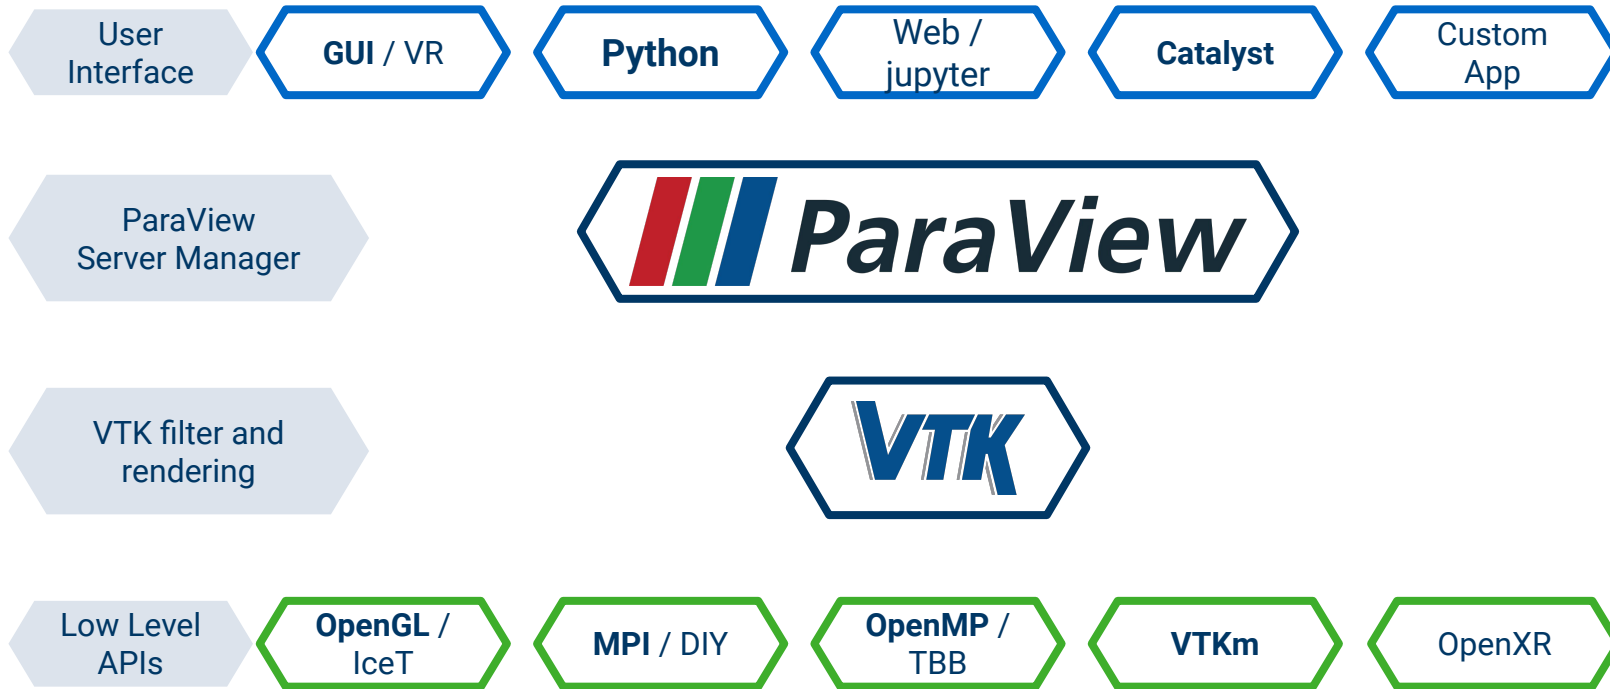 User
Interface
GUI / VR
Python
Web /
jupyter
Catalyst
Custom
App
ParaView
Server Manager
ParaView
VTK filter and
rendering
VTK
Low Level
APIs
OpenGL /
IceT
MPI / DIY
OpenMP /
TBB
VTKm
OpenXR